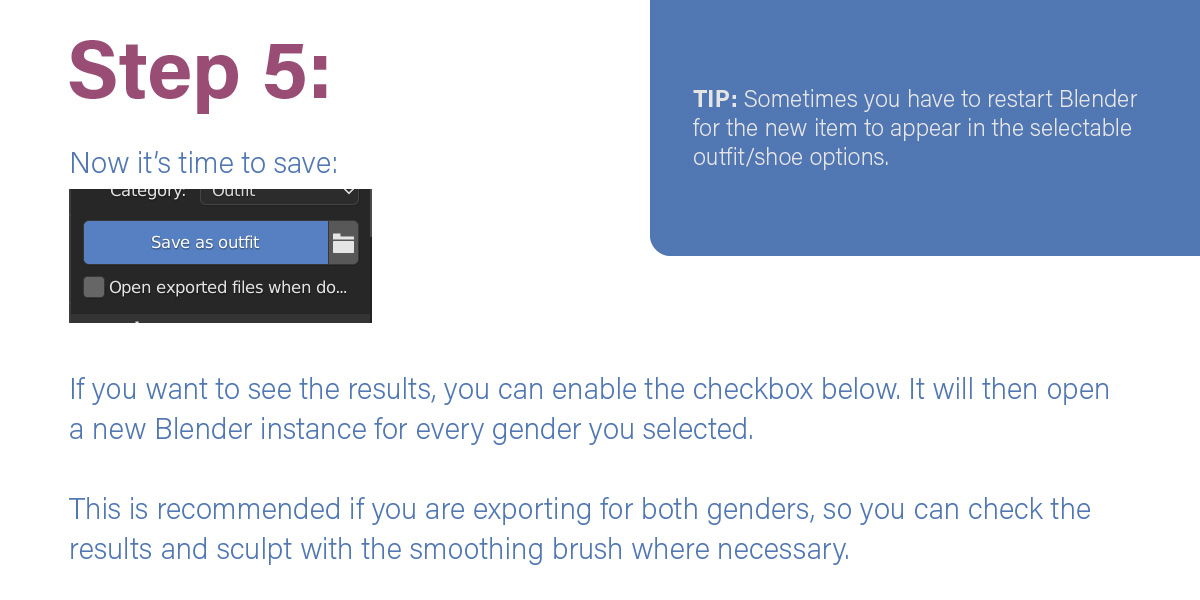 Step 5:
TIP: Sometimes you have to restart Blender
for the new item to appear in the selectable
outfit/shoe options.
Now it's time to save:
Category: Outfit
Save as outfit
Open exported files when do...
If you want to see the results, you can enable the checkbox below. It will then open
a new Blender instance for every gender you selected.
This is recommended if you are exporting for both genders, so you can check the
results and sculpt with the smoothing brush where necessary.